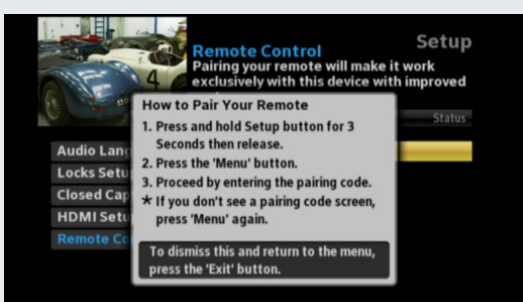 Setup
Remote Control
Pairing your remote will make it work
exclusively with this device with improved
Status
How to Pair Your Remote
1. Press and hold Setup button for 3
Seconds then release.
2. Press the 'Menu' button.
3. Proceed by entering the pairing code.
* If you don't see a pairing code screen,
press 'Menu' again.
To dismiss this and return to the menu,
press the 'Exit' button.
Audio Lang
Locks Setu
Closed Cap
HDMI Setu
Remote Co
4